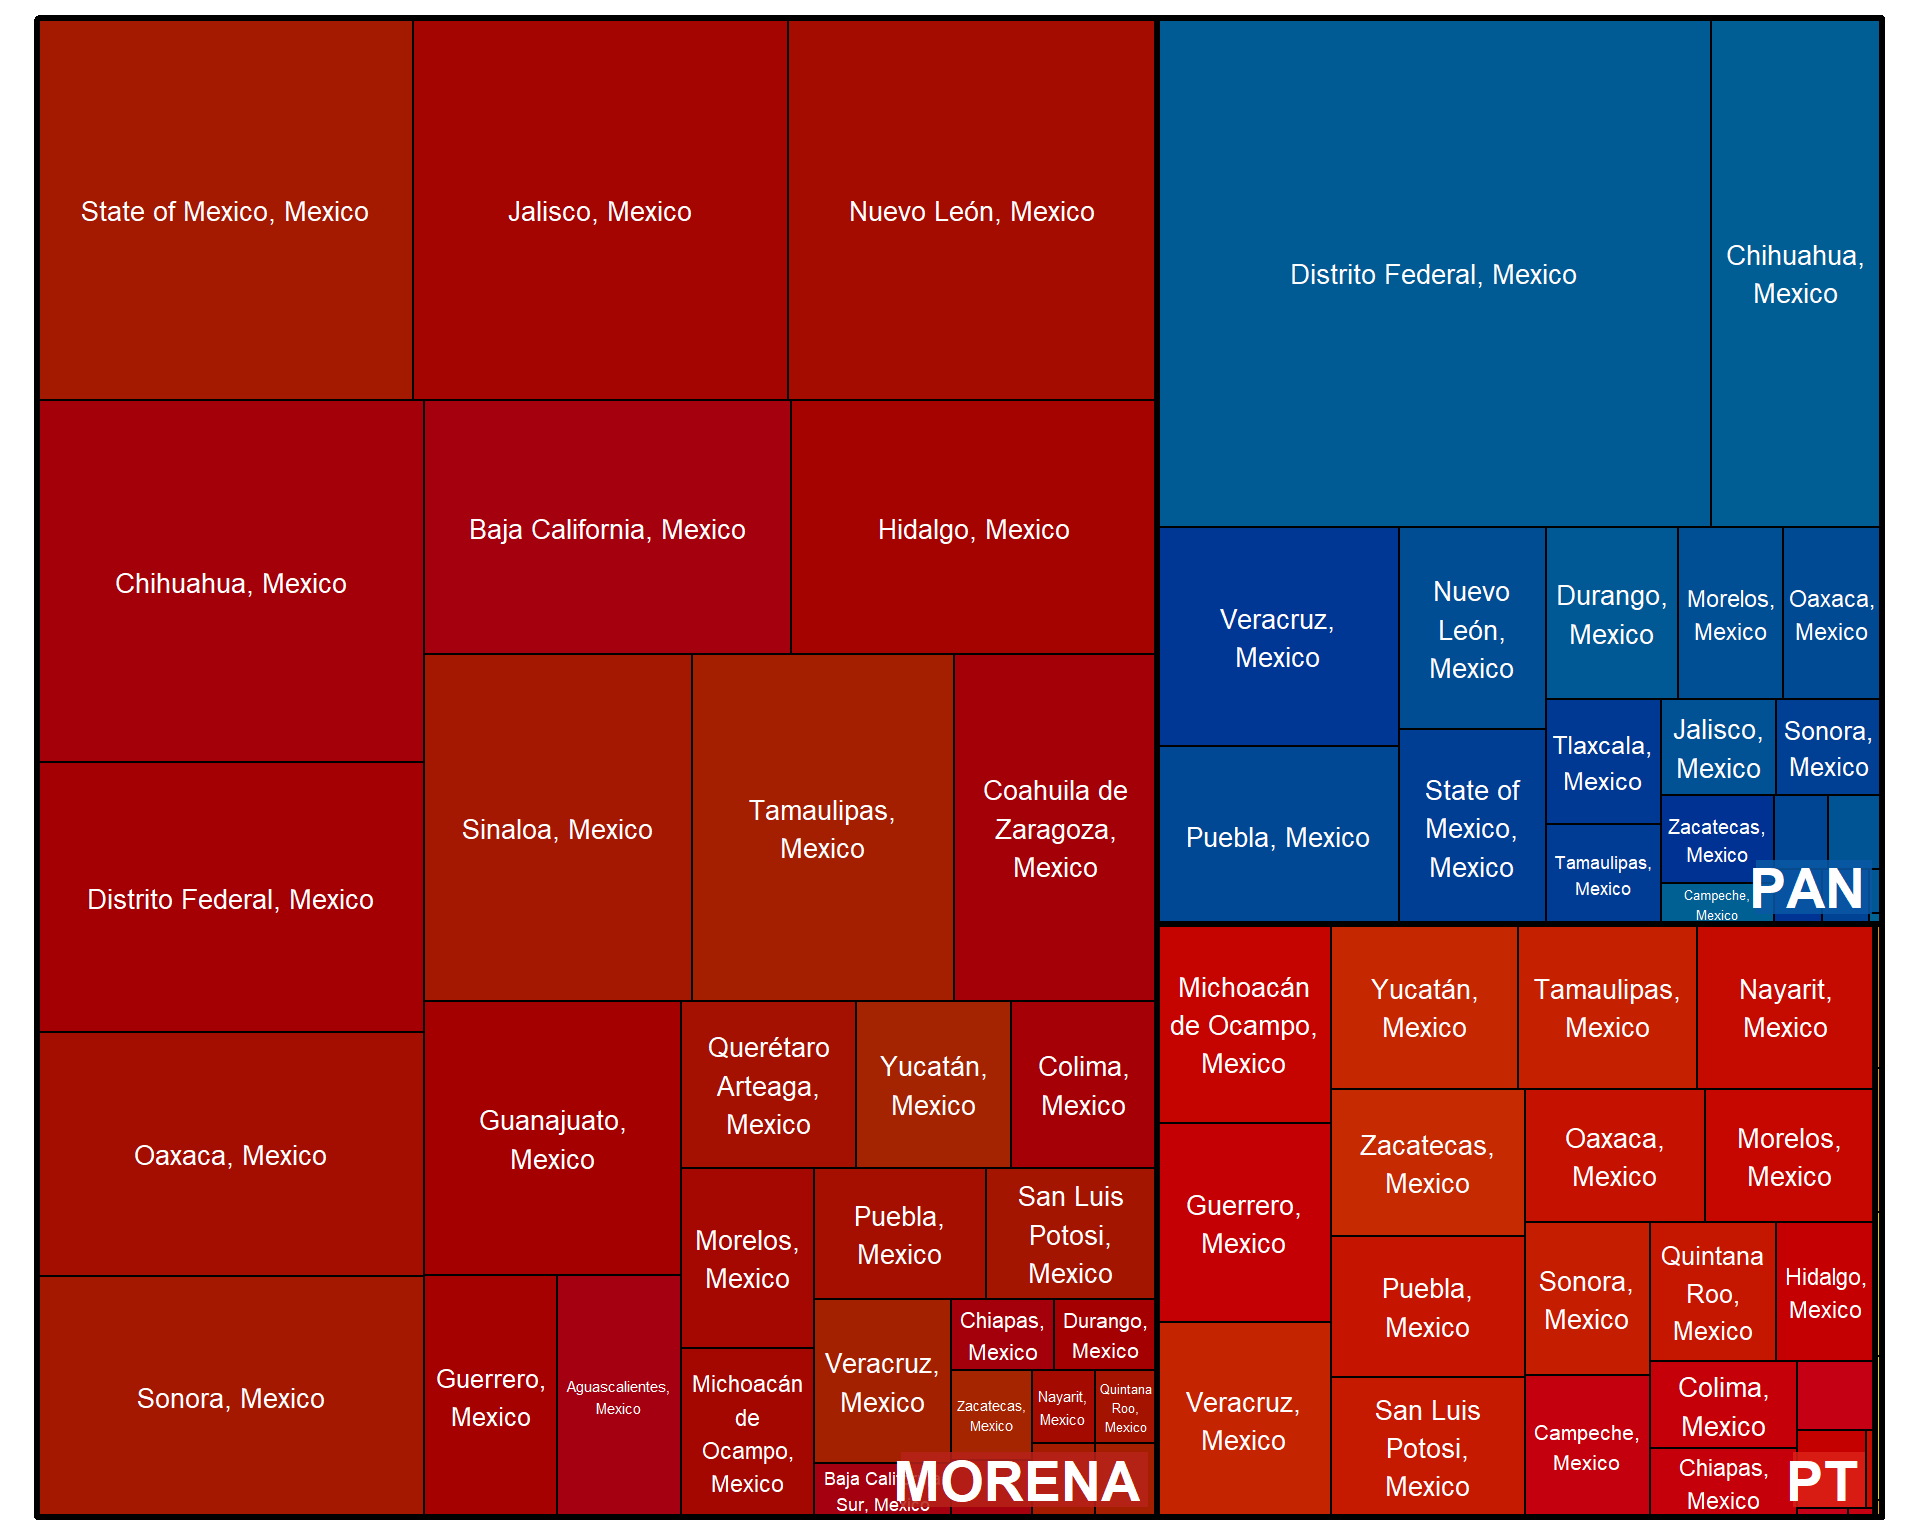 State of Mexico, Mexico
Jalisco, Mexico
Nuevo León, Mexico
Chihuahua, Mexico
Baja California, Mexico
Hidalgo, Mexico
Distrito Federal, Mexico
Sinaloa, Mexico
Tamaulipas,
Mexico
Coahuila de
Zaragoza,
Mexico
Oaxaca, Mexico
Sonora, Mexico
Guanajuato,
Mexico
Querétaro
Arteaga,
Mexico
Yucatán,
Mexico
Colima,
Mexico
Guerrero,
Mexico
Aguascalientes,
Mexico
Morelos,
Mexico
Michoacán
de
Ocampo,
Mexico
Puebla,
Mexico
San Luis
Potosi,
Mexico
Veracruz,
Mexico
Chiapas,
Mexico
Durango,
Mexico
Zacatecas,
Mexico
Nayarit,
Mexico
Quintana
Roo,
Mexico
Baja
Sur, Mexico
MORENA
Distrito Federal, Mexico
Chihuahua,
Mexico
Veracruz,
Mexico
Puebla, Mexico
Nuevo
León,
Mexico
State of
Mexico,
Mexico
Durango,
Mexico
Morelos,
Mexico
Oaxaca,
Mexico
Tlaxcala,
Mexico
Tamaulipas,
Mexico
Jalisco,
Mexico
Sonora,
Mexico
Zacatecas,
Mexico
Campeche,
Mexico
PAN
Michoacán
de Ocampo,
Mexico
Guerrero,
Mexico
Veracruz,
Mexico
Yucatán,
Mexico
Tamaulipas,
Mexico
Nayarit,
Mexico
Zacatecas,
Mexico
Oaxaca,
Mexico
Morelos,
Mexico
Puebla,
Mexico
San Luis
Potosi,
Mexico
Sonora,
Mexico
Quintana
Roo,
Mexico
Hidalgo,
Mexico
Campeche,
Mexico
Colima,
Mexico
Chiapas,
Mexico
PT